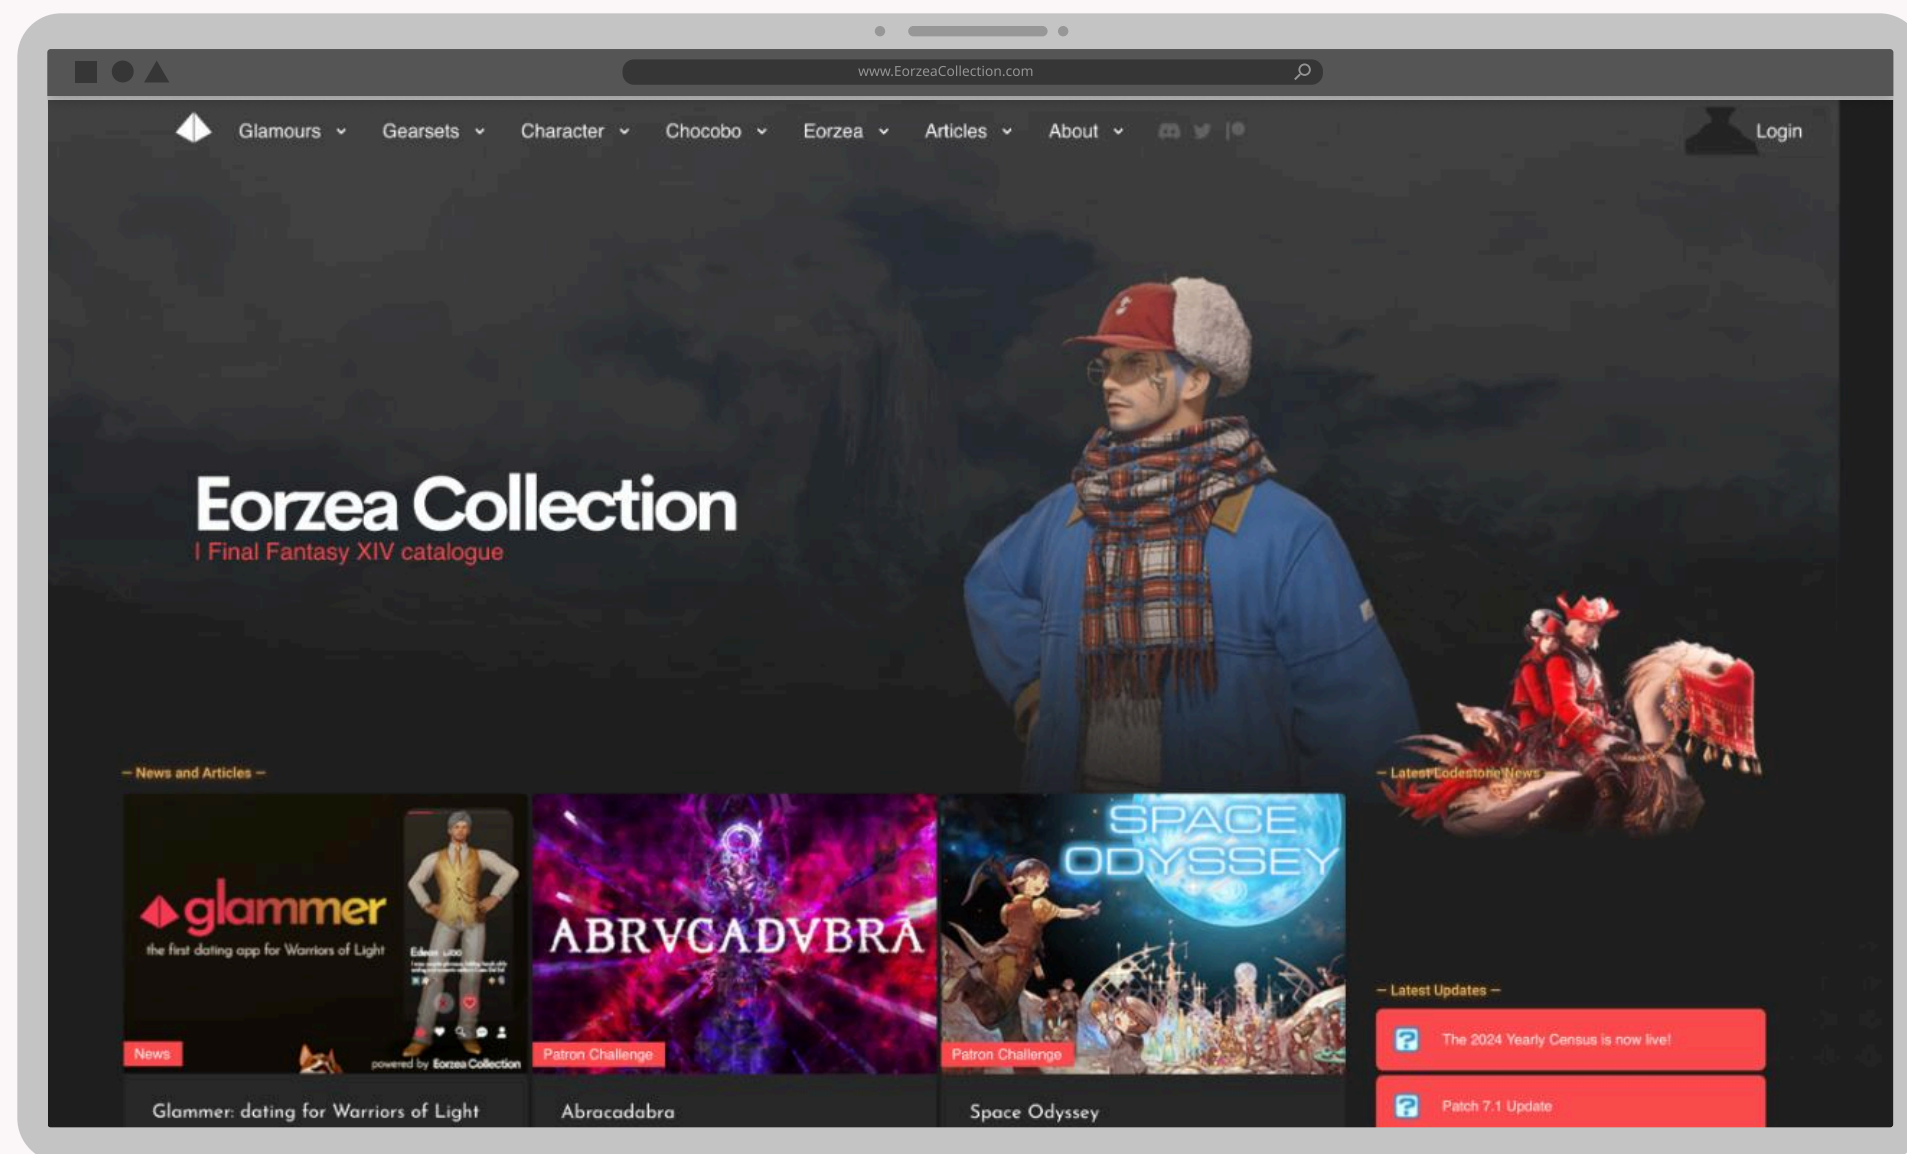 www.EorzeaCollection.com
Glamours Gearsets Character Chocobo Eorzea Articles About Login
Eorzea Collection
| Final Fantasy XIV catalogue
— News and Articles —
— Latest Lodestone News —
glammer
the first dating app for Warriors of Light
News
powered by Eorzea Collection
ABRVCADVBRA
Patron Challenge
SPACE
ODYSSEY
Patron Challenge
— Latest Updates —
The 2024 Yearly Census is now live!
Patch 7.1 Update
Glammer: dating for Warriors of Light
Abracadabra
Space Odyssey